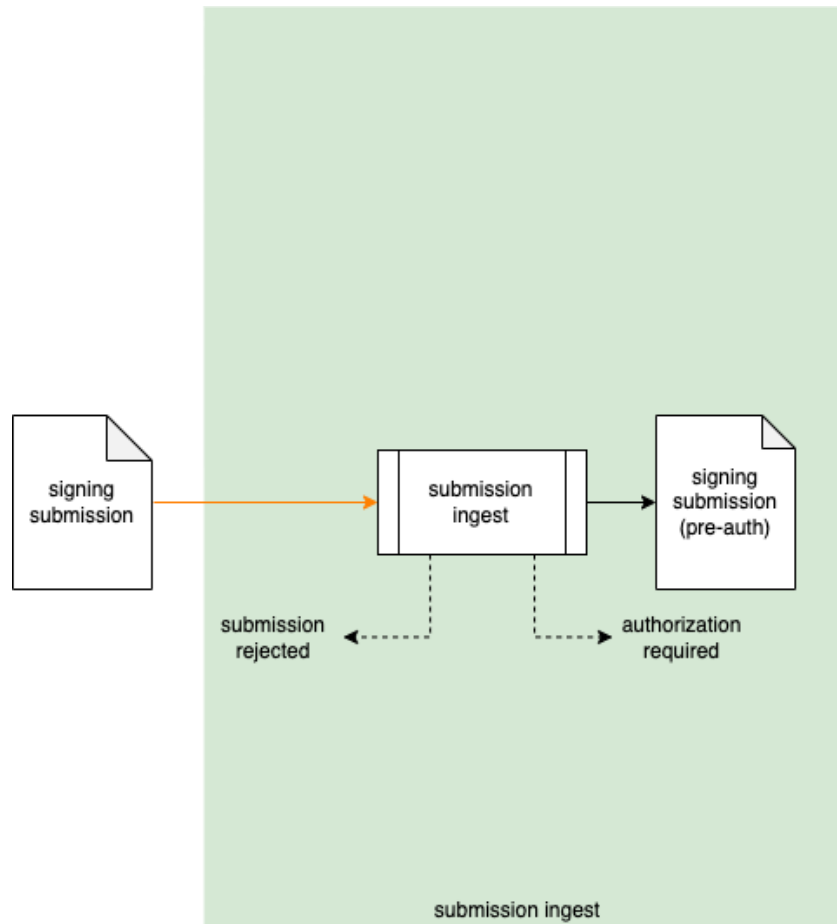 signing
submission
submission
ingest
signing
submission
(pre-auth)
submission
rejected
authorization
required
submission ingest